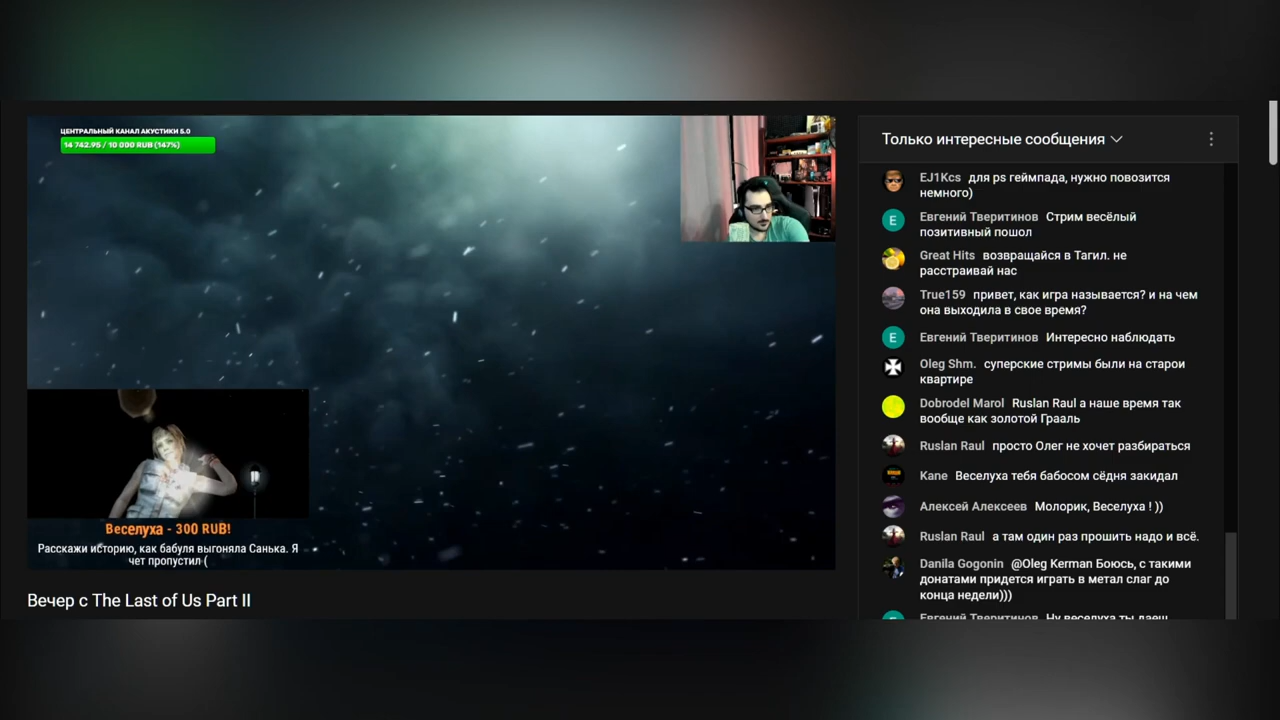 ЦЕНТРАЛЬНЫЙ КАНАЛ АКУСТИКИ 5.0
14 742.95 / 10 000 RUB (147%)
Веселуха - 300 RUB!
Расскажи историю, как бабуля выгоняла Санька. Я
чет пропустил (
Вечер с The Last of Us Part II
Только интересные сообщения
EJ1Kcs для ps геймпада, нужно повозится
немного)
Е
Евгений Тверитинов Стрим весёлый
позитивный пошол
Great Hits возвращайся в Тагил. не
расстраивай нас
True159 привет, как игра называется? и на чем
она выходила в свое время?
Е
Евгений Тверитинов Интересно наблюдать
Oleg Shm. суперские стримы были на старои
квартире
Dobrodel Marol Ruslan Raul а наше время так
вообще как золотой Грааль
Ruslan Raul просто Олег не хочет разбираться
Kane Веселуха тебя бабосом сёдня закидал
Алексей Алексеев Молорик, Веселуха ! ))
Ruslan Raul а там один раз прошить надо и всё.
Danila Gogonin @Oleg Kerman Боюсь, с такими
донатами придется играть в метал слаг до
конца недели)))
Евгений Тверитинов Ну веселуха ты даеш